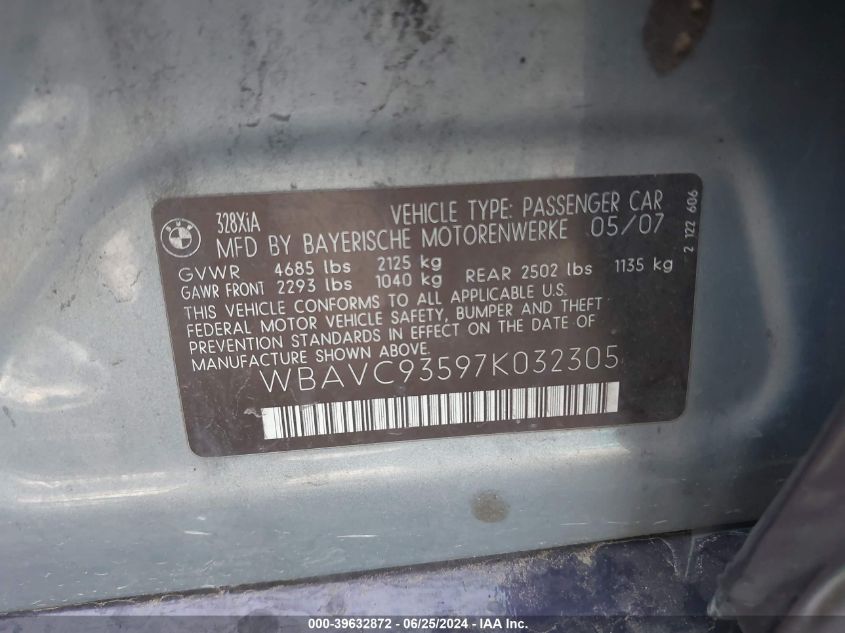 BMW
328XiA
VEHICLE TYPE: PASSENGER CAR
MFD BY BAYERISCHE MOTORENWERKE 05/07
GVWR 4685 lbs 2125 kg
GAWR FRONT 2293 lbs 1040 kg REAR 2502 lbs 1135 kg
THIS VEHICLE CONFORMS TO ALL APPLICABLE U.S.
FEDERAL MOTOR VEHICLE SAFETY, BUMPER AND THEFT
PREVENTION STANDARDS IN EFFECT ON THE DATE OF
MANUFACTURE SHOWN ABOVE.
WBAVC93597K032305
2 122 606
000-39632872 - 06/25/2024 - IAA Inc.